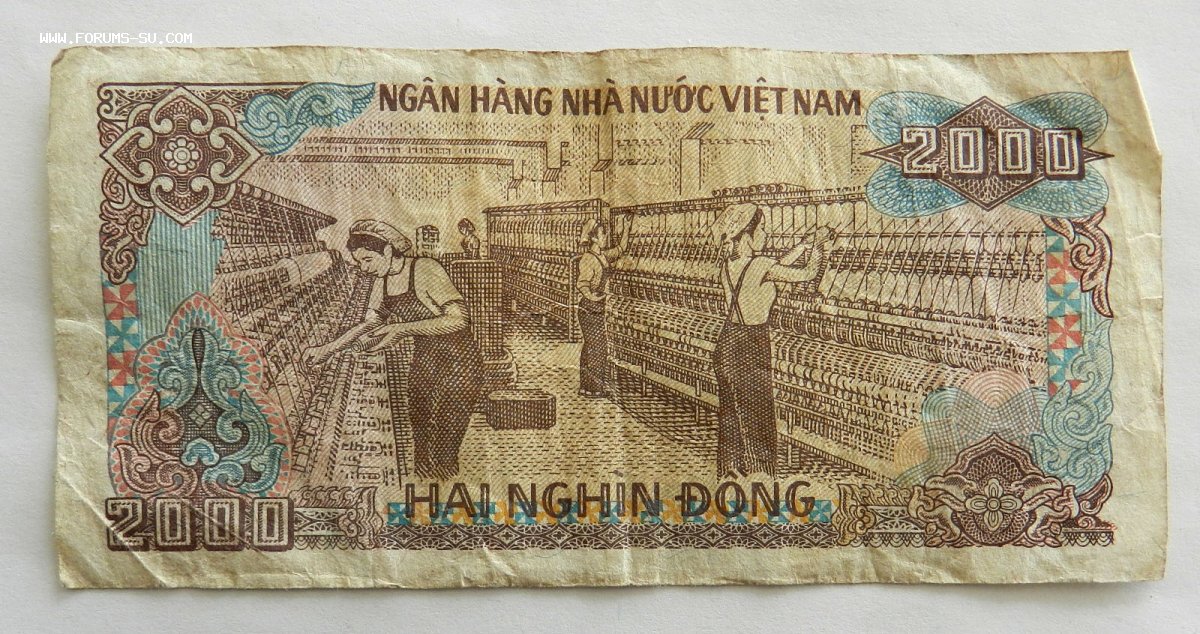 WWW.FORUMS-SU.COM
NGÂN HÀNG NHÀ NƯỚC VIỆT NAM
2000
HAI NGHÌN ĐỒNG
2000